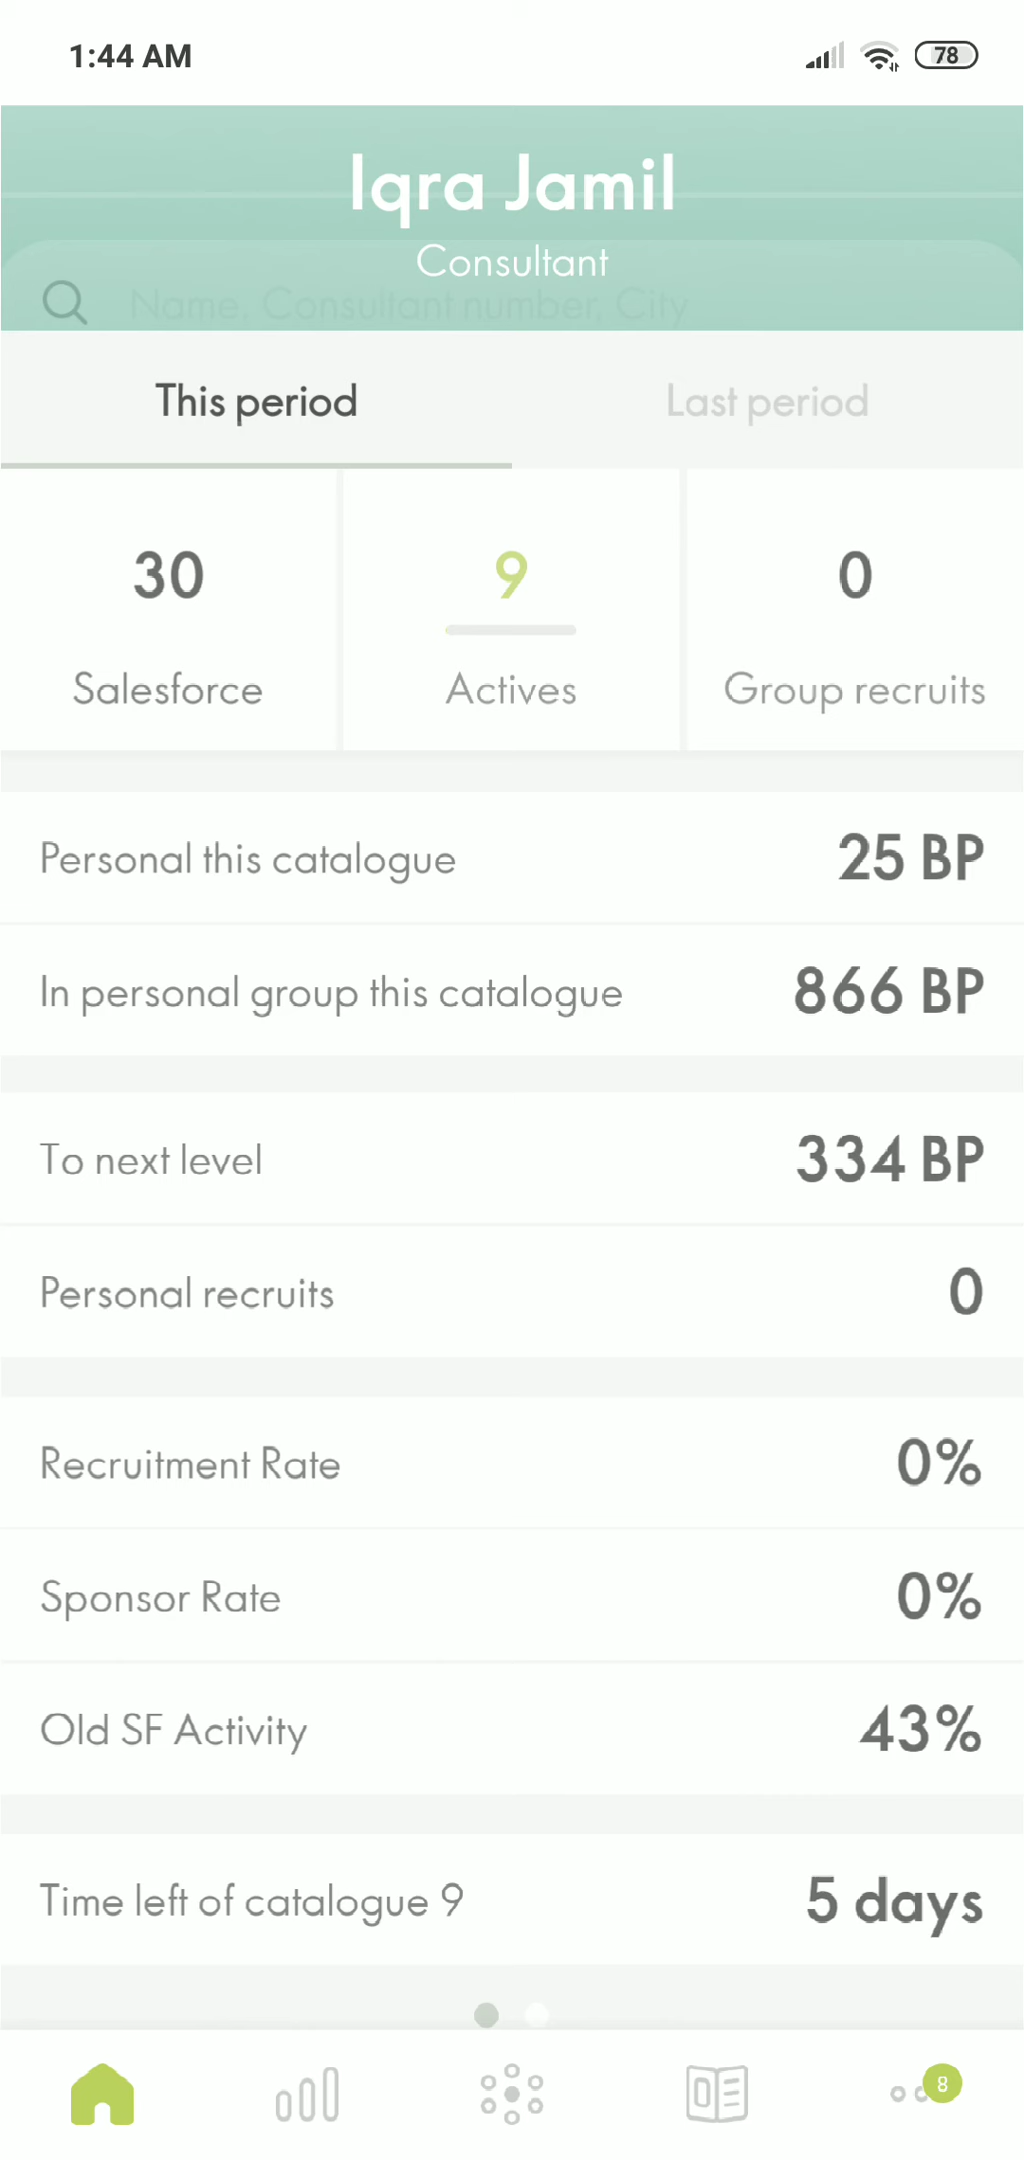 1:44 AM
78
Iqra Jamil
Consultant
Name, Consultant number, City
This period
Last period
30
9
0
Salesforce
Actives
Group recruits
Personal this catalogue
25 BP
In personal group this catalogue
866 BP
To next level
334 BP
Personal recruits
0
Recruitment Rate
0%
Sponsor Rate
0%
Old SF Activity
43%
Time left of catalogue 9
5 days
8